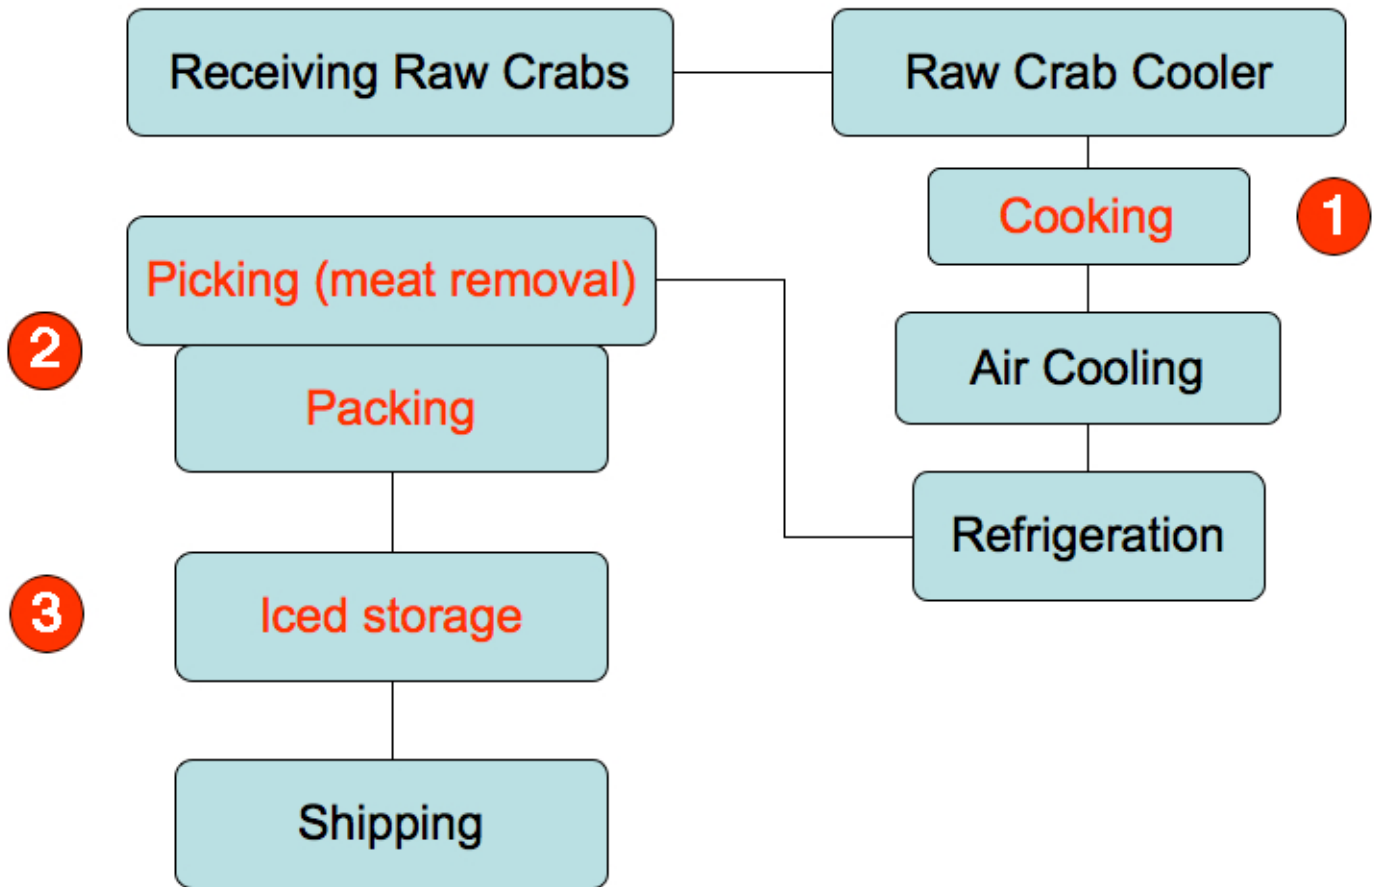 Receiving Raw Crabs
Raw Crab Cooler
Cooking
1
Air Cooling
Refrigeration
Picking (meat removal)
2
Packing
3
Iced storage
Shipping